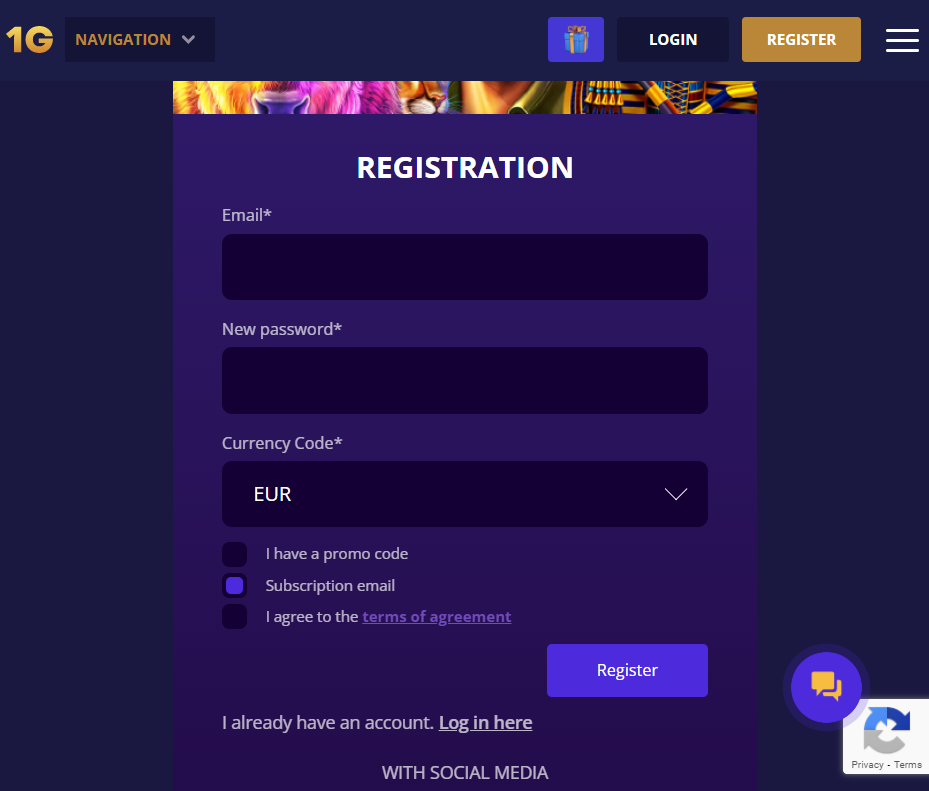 1G
NAVIGATION
LOGIN
REGISTER
REGISTRATION
Email*
New password*
Currency Code*
EUR
I have a promo code
Subscription email
I agree to the terms of agreement
Register
I already have an account. Log in here
WITH SOCIAL MEDIA
Privacy - Terms